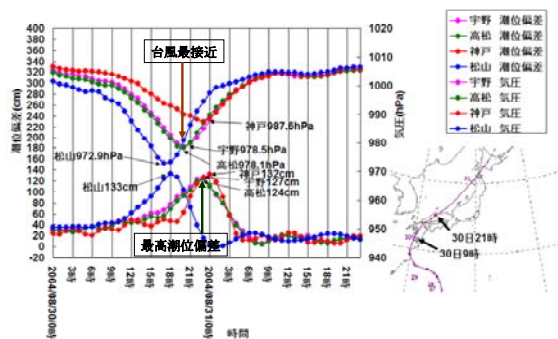 台風最接近
宇野 潮位偏差
高松 潮位偏差
神戸 潮位偏差
松山 潮位偏差
宇野 気圧
高松 気圧
神戸 気圧
松山 気圧
潮位偏差(cm)
400
380
360
340
320
300
280
260
240
220
200
180
160
140
120
100
80
60
40
20
0
-20
気圧(hPa)
1020
1010
1000
990
980
970
960
950
940
神戸987.6hPa
宇野978.5hPa
高松978.1hPa
松山972.9hPa
神戸132cm
松山133cm
宇野127cm
高松124cm
最高潮位偏差
2004/08/30/0時
3時
6時
9時
12時
15時
18時
21時
2004/08/31/0時
3時
6時
9時
12時
15時
18時
21時
時間
30日21時
30日9時